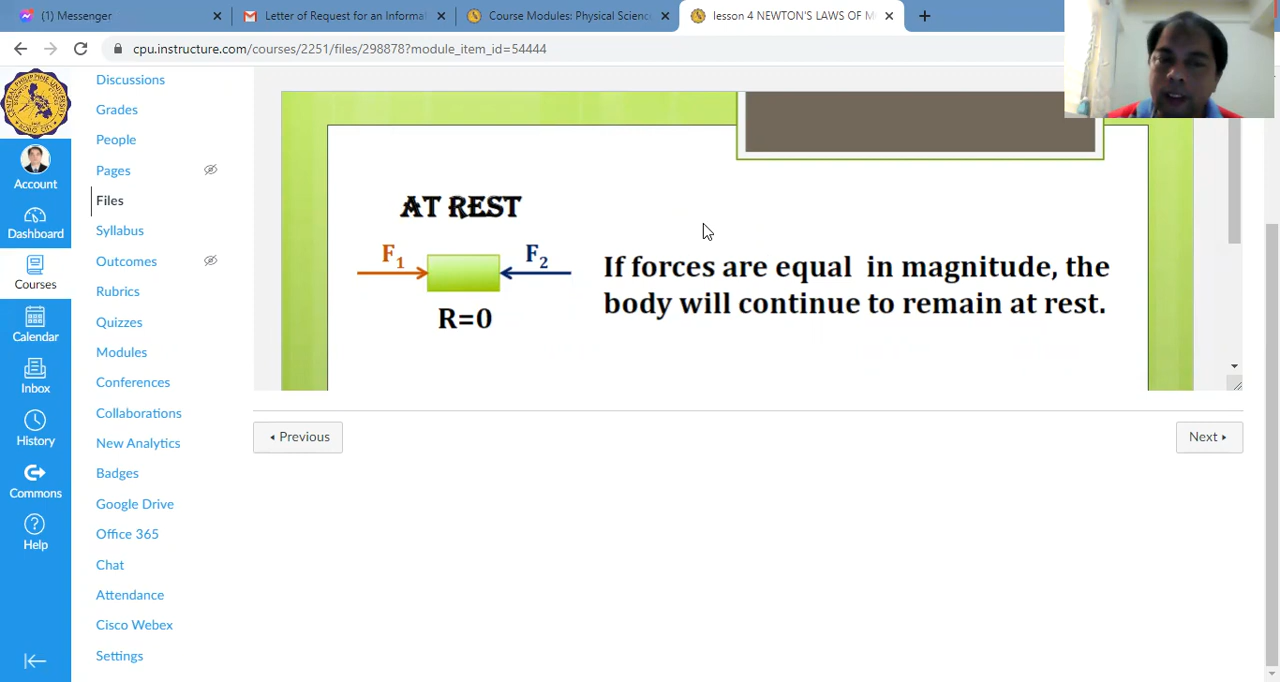 (1) Messenger
Letter of Request for an Informa
Course Modules: Physical Scienc
lesson 4 NEWTON'S LAWS OF M
cpu.instructure.com/courses/2251/files/298878?module_item_id=54444
Account
Dashboard
Courses
Calendar
Inbox
History
Commons
Help
Discussions
Grades
People
Pages
Files
Syllabus
Outcomes
Rubrics
Quizzes
Modules
Conferences
Collaborations
New Analytics
Badges
Google Drive
Office 365
Chat
Attendance
Cisco Webex
Settings
AT REST
F1
F2
R=0
If forces are equal in magnitude, the
body will continue to remain at rest.
Previous
Next